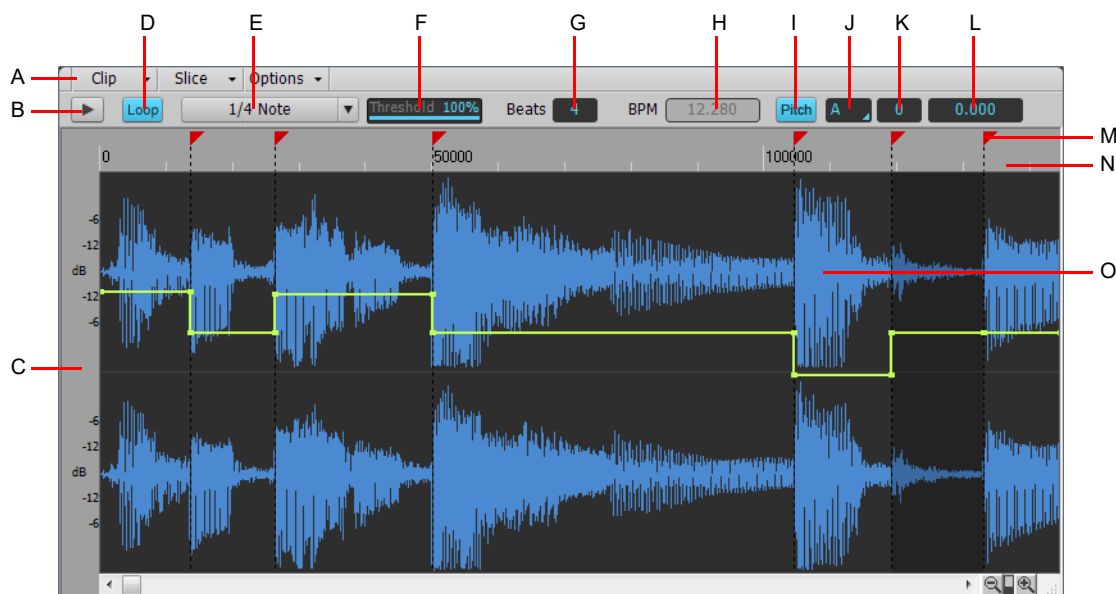 D E F G H I J K L
A Clip Slice Options
B Loop 1/4 Note Threshold 100% Beats 4 BPM 12.280 Pitch A 0 0.000
M
0 50000 100000
N
-6
-12
dB
-12
-6
O
C
-6
-12
dB
-12
-6